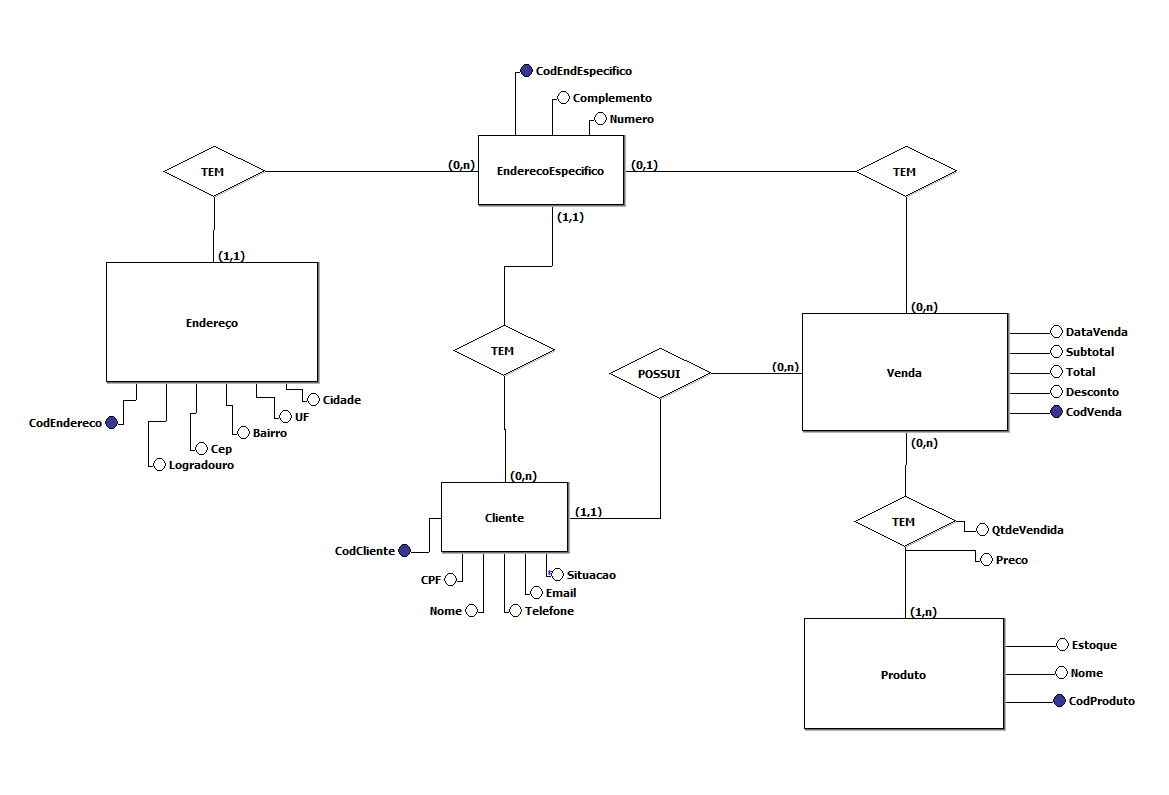 CodEndEspecifico
Complemento
Numero
TEM
(0,n)
EnderecoEspecifico
(0,1)
TEM
(1,1)
(1,1)
Endereço
CodEndereco
Logradouro
Cep
Bairro
UF
Cidade
TEM
POSSUI
(0,n)
(0,n)
Venda
DataVenda
Subtotal
Total
Desconto
CodVenda
(0,n)
(0,n)
Cliente
(1,1)
CodCliente
CPF
Nome
Telefone
Email
Situacao
TEM
QtdeVendida
Preco
(1,n)
Produto
Estoque
Nome
CodProduto